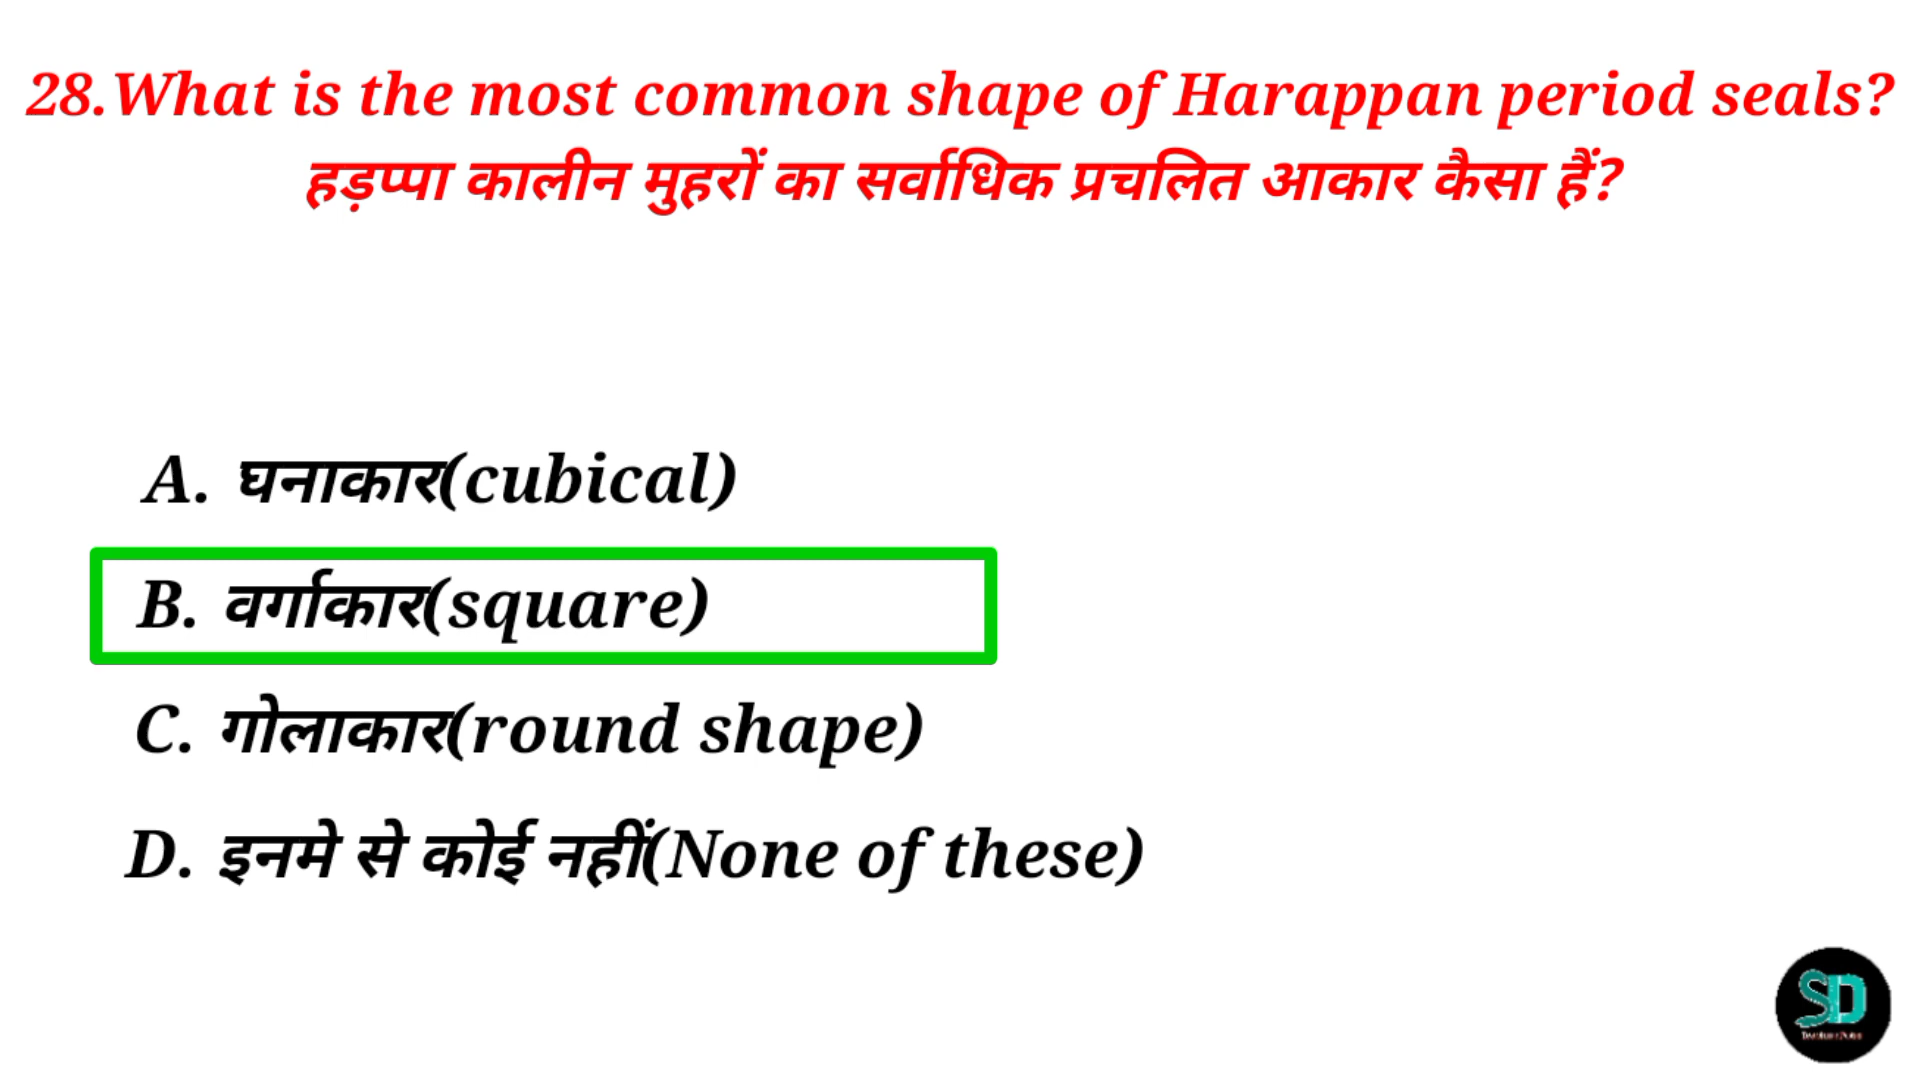 28.What is the most common shape of Harappan period seals?
हड़प्पा कालीन मुहरों का सर्वाधिक प्रचलित आकार कैसा हैं?
A. घनाकार(cubical)
B. वर्गाकार(square)
C. गोलाकार(round shape)
D. इनमे से कोई नहीं(None of these)
SD